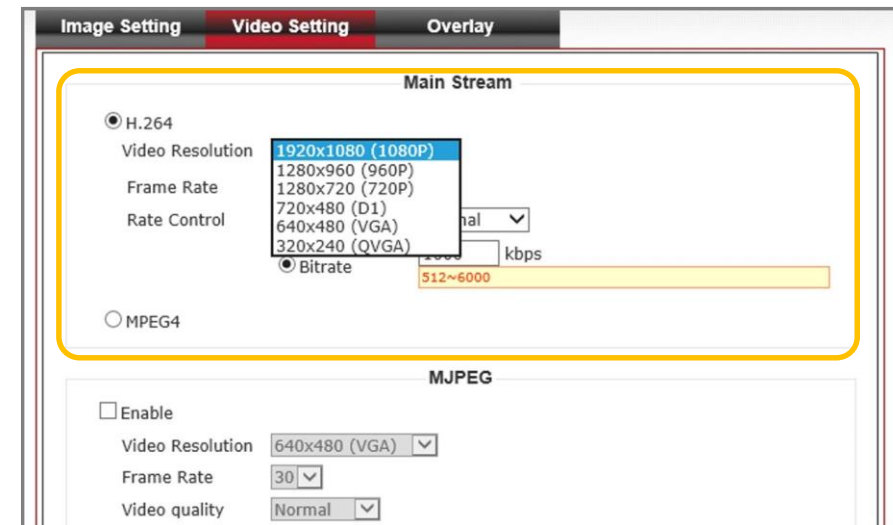 Image Setting Video Setting Overlay
Main Stream
H.264
Video Resolution 1920x1080 (1080P)
1280x960 (960P)
Frame Rate 1280x720 (720P)
720x480 (D1)
Rate Control 640x480 (VGA)
320x240 (QVGA)
Bitrate kbps
512~6000
MPEG4
MJPEG
Enable
Video Resolution 640x480 (VGA)
Frame Rate 30
Video quality Normal